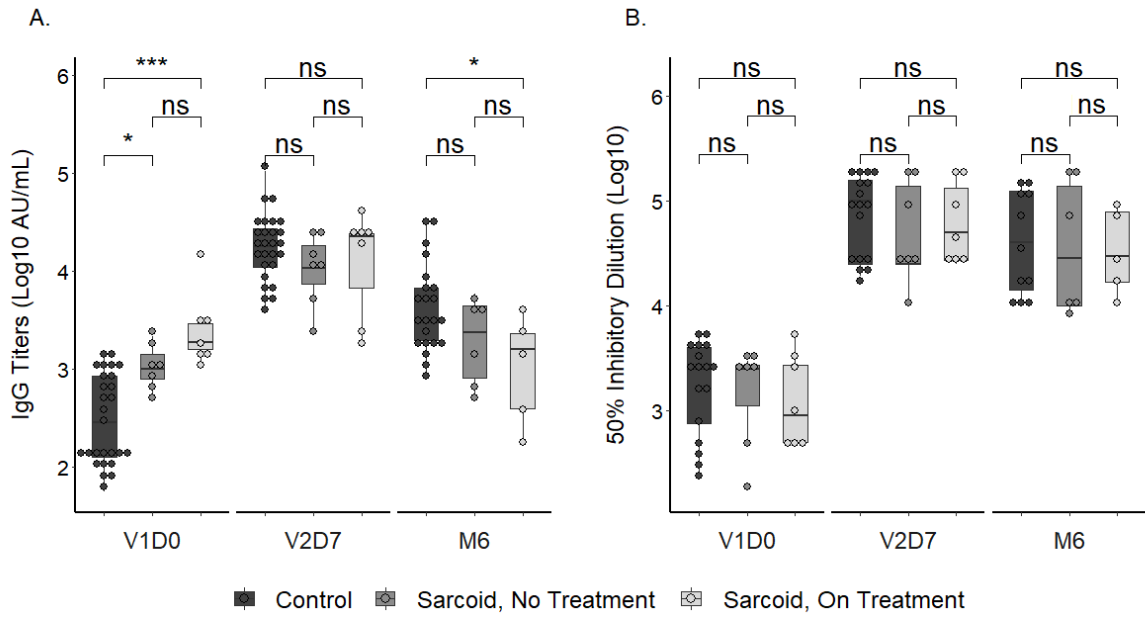 A.
B.
IgG Titers (Log10 AU/mL)
6
5
4
3
2
***
ns
*
ns
ns
ns
*
ns
ns
V1D0
V2D7
M6
50% Inhibitory Dilution (Log10)
6
5
4
3
ns
ns
ns
ns
ns
ns
ns
ns
ns
V1D0
V2D7
M6
Control
Sarcoid, No Treatment
Sarcoid, On Treatment